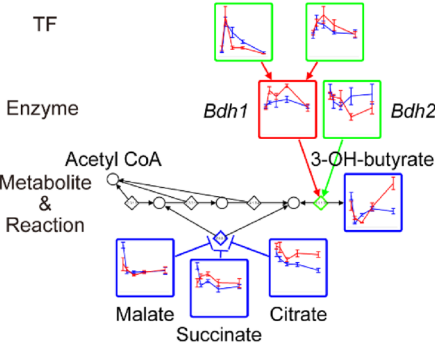 TF
Enzyme
Bdh1
Bdh2
Acetyl CoA
3-OH-butyrate
Metabolite
&
Reaction
Malate
Citrate
Succinate